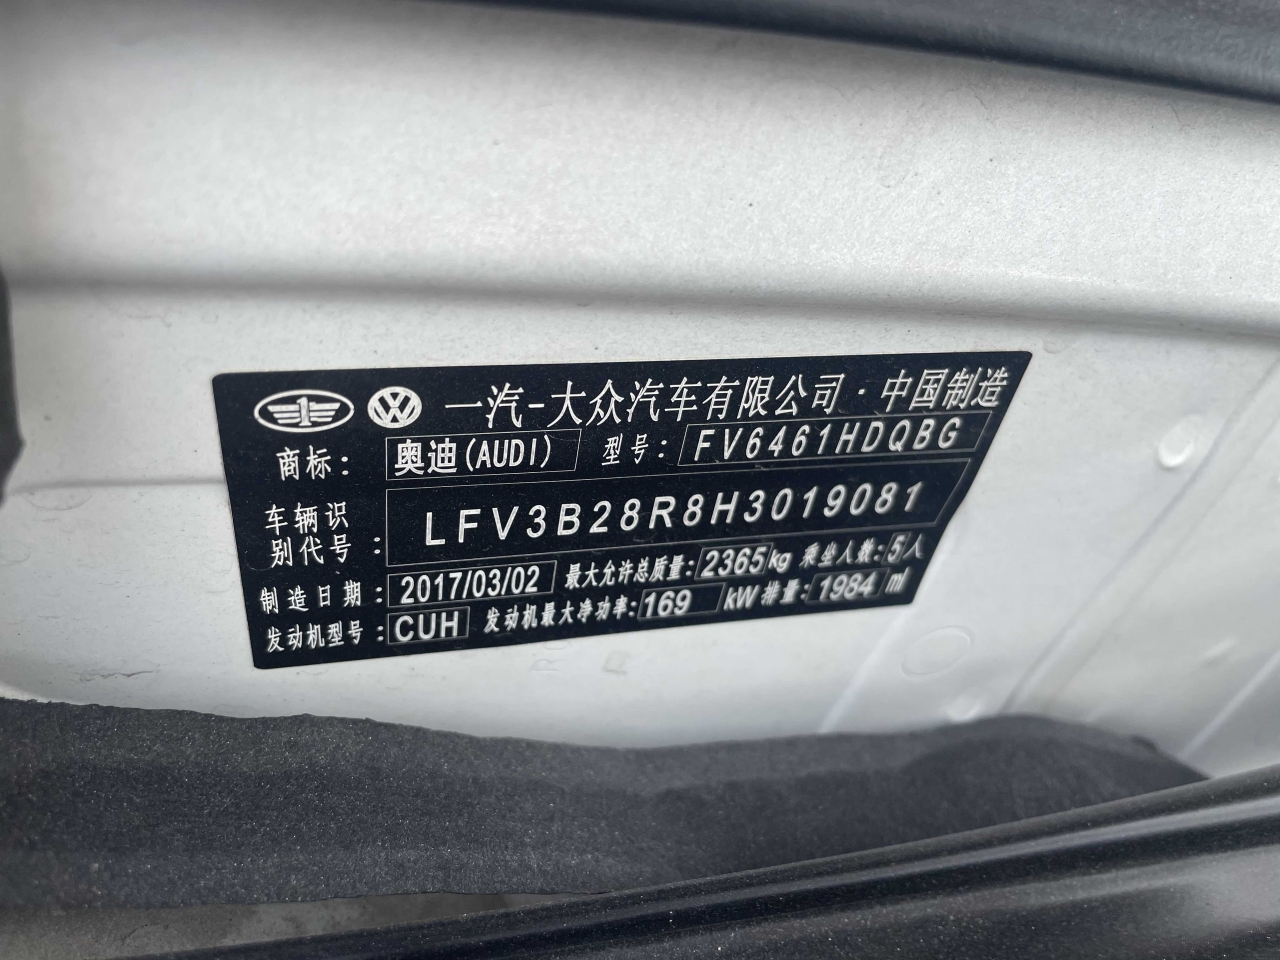 一汽-大众汽车有限公司·中国制造
商标: 奥迪(AUDI) 型号: FV6461HDQBG
车辆识
别代号: LFV3B28R8H3019081
制造日期: 2017/03/02 最大允许总质量: 2365kg 乘坐人数: 5人
发动机型号: CUH 发动机最大净功率: 169 kW 排量: 1984 ml